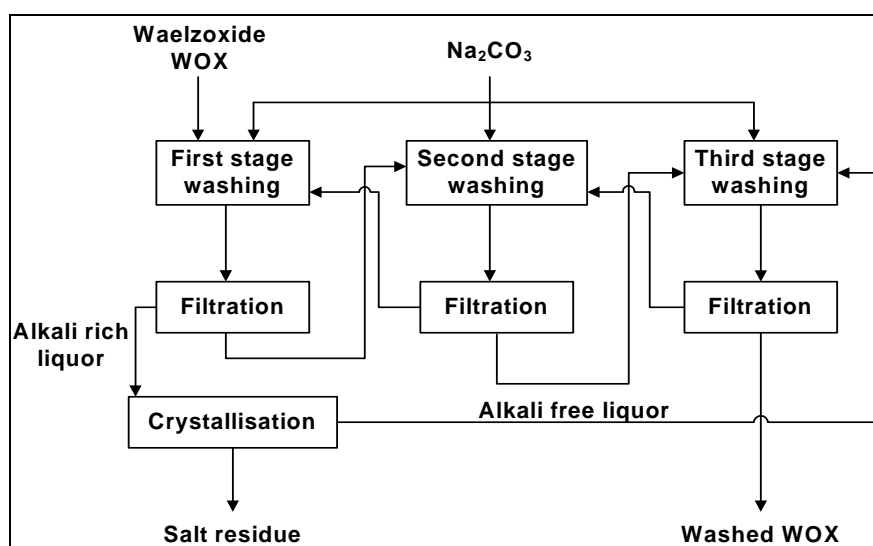 Waelzoxide
WOX
Na₂CO₃
First stage
washing
Second stage
washing
Third stage
washing
Filtration
Filtration
Filtration
Alkali rich
liquor
Crystallisation
Alkali free liquor
Salt residue
Washed WOX